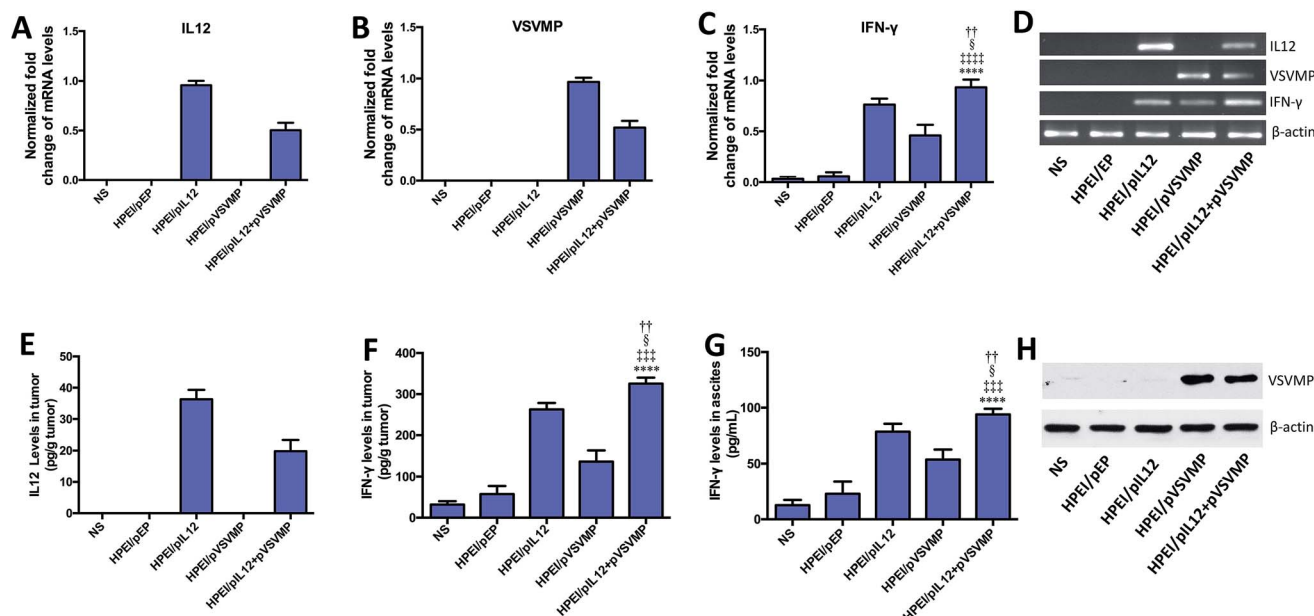 A
IL12
Normalized fold
change of mRNA levels
1.5
1.0
0.5
0.0
NS
HPEI/pEP
HPEI/pIL12
HPEI/pVSVMP
HPEI/pIL12+pVSVMP
B
VSVMP
Normalized fold
change of mRNA levels
1.5
1.0
0.5
0.0
NS
HPEI/pEP
HPEI/pIL12
HPEI/pVSVMP
HPEI/pIL12+pVSVMP
C
IFN-γ
Normalized fold
change of mRNA levels
1.5
1.0
0.5
0.0
††
§
‡‡‡‡
****
NS
HPEI/pEP
HPEI/pIL12
HPEI/pVSVMP
HPEI/pIL12+pVSVMP
D
IL12
VSVMP
IFN-γ
β-actin
NS
HPEI/EP
HPEI/pIL12
HPEI/pVSVMP
HPEI/pIL12+pVSVMP
E
IL12 Levels in tumor
(pg/g tumor)
50
40
30
20
10
0
NS
HPEI/pEP
HPEI/pIL12
HPEI/pVSVMP
HPEI/pIL12+pVSVMP
F
IFN-γ levels in tumor
(pg/g tumor)
400
300
200
100
0
††
§
‡‡‡
****
NS
HPEI/pEP
HPEI/pIL12
HPEI/pVSVMP
HPEI/pIL12+pVSVMP
G
IFN-γ levels in ascites
(pg/mL)
150
100
50
0
††
§
‡‡‡
****
NS
HPEI/pEP
HPEI/pIL12
HPEI/pVSVMP
HPEI/pIL12+pVSVMP
H
VSVMP
β-actin
NS
HPEI/pEP
HPEI/pIL12
HPEI/pVSVMP
HPEI/pIL12+pVSVMP